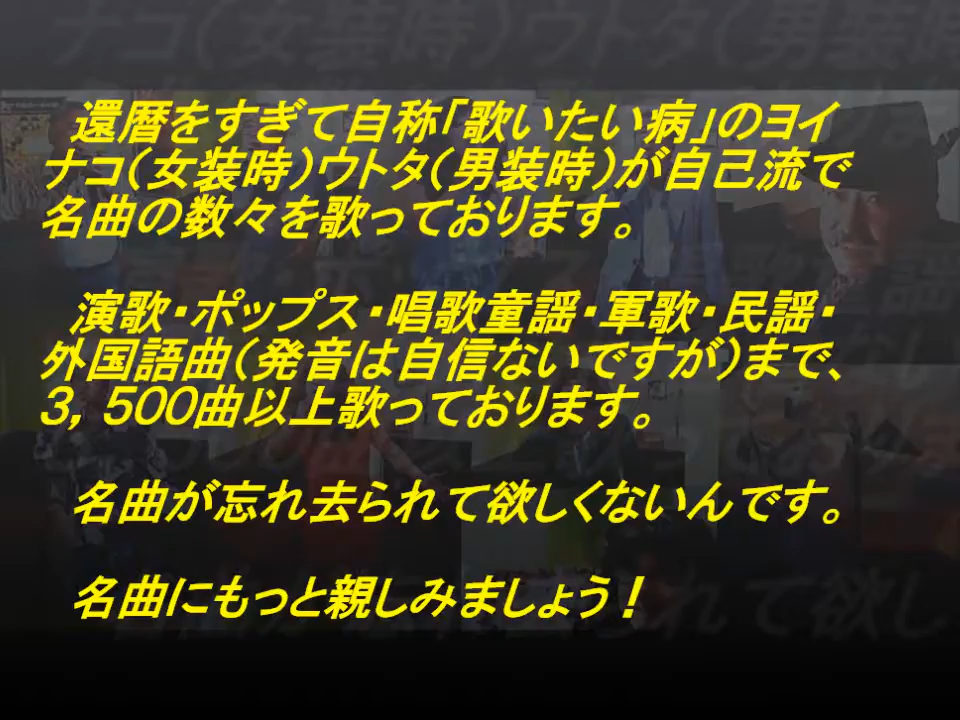 還暦をすぎて自称｢歌いたい病｣のヨイ
ナコ（女装時）ウトタ（男装時）が自己流で
名曲の数々を歌っております。
演歌・ポップス・唱歌童謡・軍歌・民謡・
外国語曲（発音は自信ないですが）まで、
３，５００曲以上歌っております。
名曲が忘れ去られて欲しくないんです。
名曲にもっと親しみましょう！